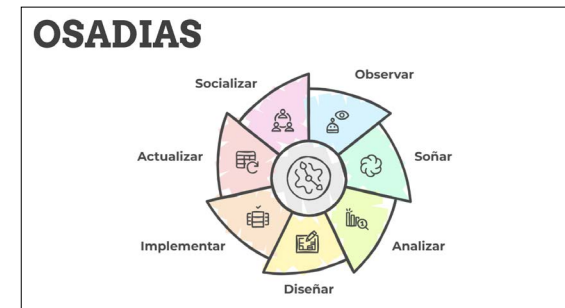 OSADIAS
Observar
Soñar
Analizar
Diseñar
Implementar
Actualizar
Socializar